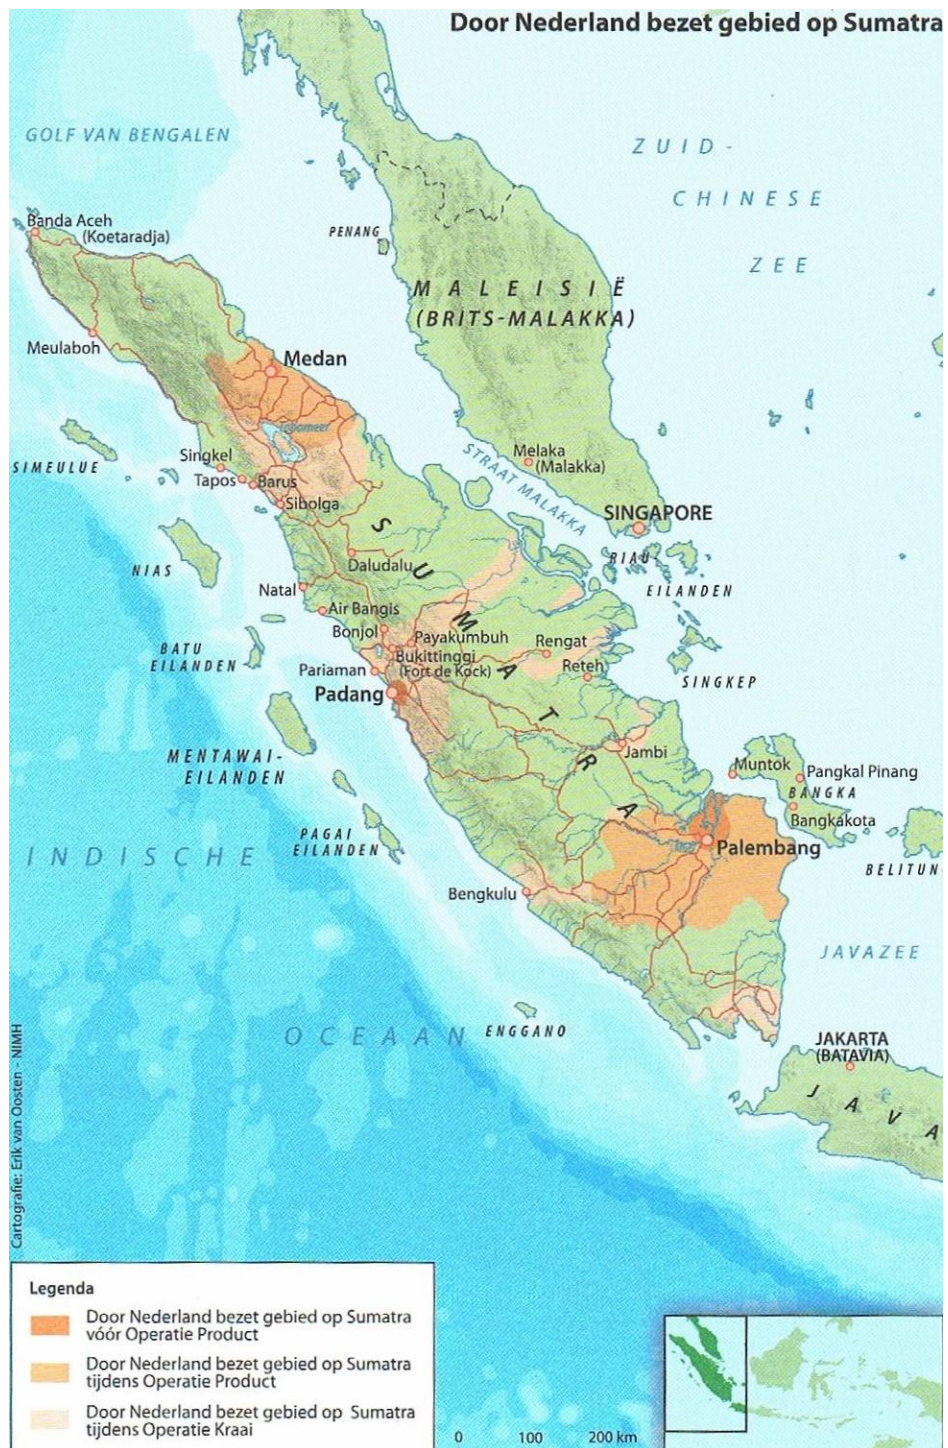 Door Nederland bezet gebied op Sumatra
GOLF VAN BENGALEN
ZUID-
CHINESE
ZEE
Banda Aceh
(Koetaradja)
PENANG
MALEISIË
(BRITS-MALAKKA)
Meulaboh
Medan
Tobameer
Melaka
(Malakka)
STRAAT MALAKKA
Singkel
SIMEULUE
Tapos
Barus
Sibolga
SINGAPORE
SUMATRA
Daludalu
RIAU-
EILANDEN
NIAS
Natal
Air Bangis
Bonjol
Payakumbuh
Rengat
BATU
EILANDEN
Bukittinggi
(Fort de Kock)
Pariaman
Reteh
SINGKEP
Padang
MENTAWAI-
EILANDEN
Jambi
Muntok
Pangkal Pinang
BANGKA
Bangkakota
PAGAI
EILANDEN
Palembang
INDISCHE
BELITUN
Bengkulu
JAVAZEE
OCEAAN
ENGGANO
JAKARTA
(BATAVIA)
JAVA
Cartografie: Erik van Oosten - NIMH
Legenda
Door Nederland bezet gebied op Sumatra
vóór Operatie Product
Door Nederland bezet gebied op Sumatra
tijdens Operatie Product
Door Nederland bezet gebied op Sumatra
tijdens Operatie Kraai
0 100 200 km